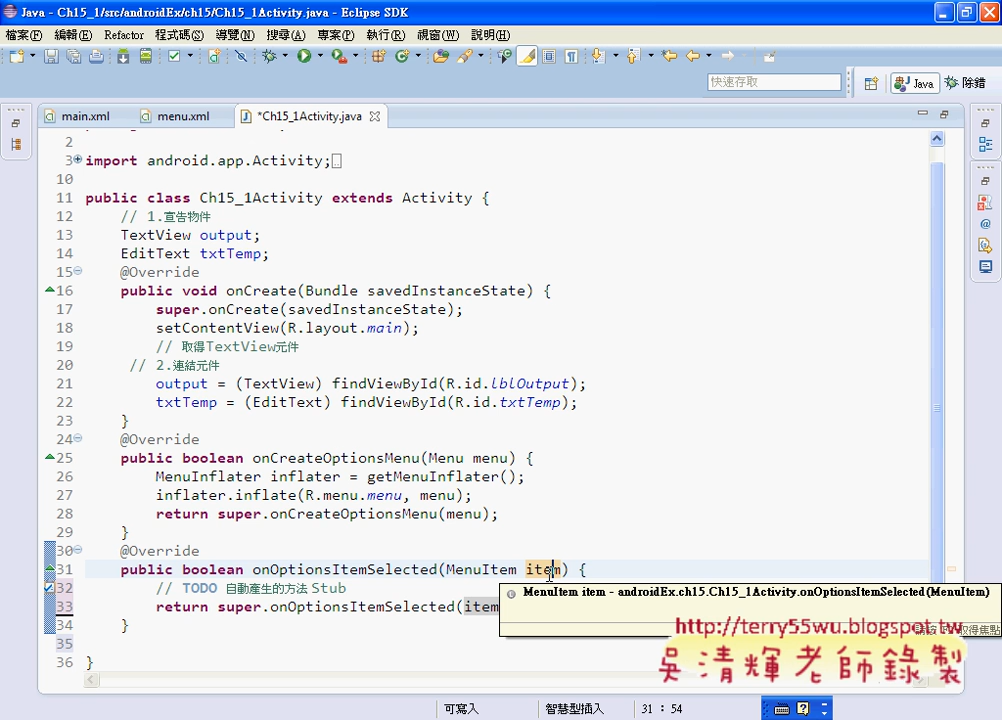 Java - Ch15_1/src/androidEx/ch15/Ch15_1Activity.java - Eclipse SDK
檔案(F) 編輯(E) Refactor 程式碼(S) 導覽(N) 搜尋(A) 專案(P) 執行(R) 視窗(W) 說明(H)
快速存取 Java 除錯
main.xml menu.xml *Ch15_1Activity.java
2
3 import android.app.Activity;
10
11 public class Ch15_1Activity extends Activity {
12 // 1.宣告物件
13 TextView output;
14 EditText txtTemp;
15 @Override
16 public void onCreate(Bundle savedInstanceState) {
17 super.onCreate(savedInstanceState);
18 setContentView(R.layout.main);
19 // 取得TextView元件
20 // 2.連結元件
21 output = (TextView) findViewById(R.id.lblOutput);
22 txtTemp = (EditText) findViewById(R.id.txtTemp);
23 }
24 @Override
25 public boolean onCreateOptionsMenu(Menu menu) {
26 MenuInflater inflater = getMenuInflater();
27 inflater.inflate(R.menu.menu, menu);
28 return super.onCreateOptionsMenu(menu);
29 }
30 @Override
31 public boolean onOptionsItemSelected(MenuItem item) {
32 // TODO 自動產生的方法 Stub
33 return super.onOptionsItemSelected(item
MenuItem item - androidEx.ch15.Ch15_1Activity.onOptionsItemSelected(MenuItem)
34 }
35
36 }
http://terry55wu.blogspot.tw
吳清輝老師錄製
可寫入 智慧型插入 31 : 54